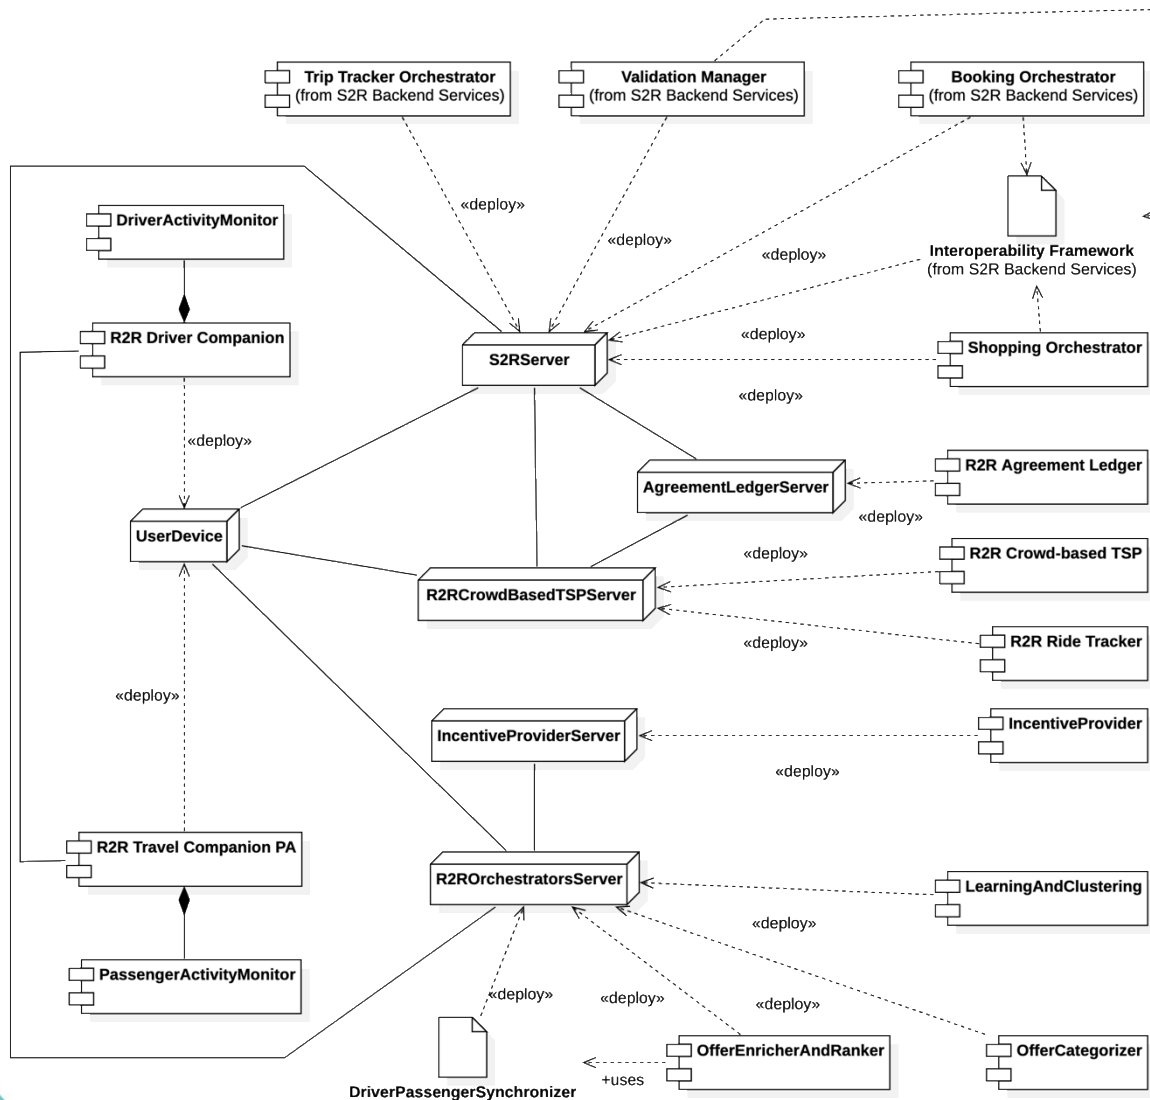 Trip Tracker Orchestrator
(from S2R Backend Services)
Validation Manager
(from S2R Backend Services)
Booking Orchestrator
(from S2R Backend Services)
«deploy»
DriverActivityMonitor
«deploy»
«deploy»
Interoperability Framework
(from S2R Backend Services)
R2R Driver Companion
«deploy»
S2RServer
Shopping Orchestrator
«deploy»
«deploy»
R2R Agreement Ledger
AgreementLedgerServer
«deploy»
UserDevice
«deploy»
R2R Crowd-based TSP
R2RCrowdBasedTSPServer
«deploy»
R2R Ride Tracker
«deploy»
IncentiveProviderServer
IncentiveProvider
«deploy»
R2R Travel Companion PA
R2ROrchestratorsServer
LearningAndClustering
«deploy»
PassengerActivityMonitor
«deploy»
«deploy»
«deploy»
OfferEnricherAndRanker
OfferCategorizer
+uses
DriverPassengerSynchronizer